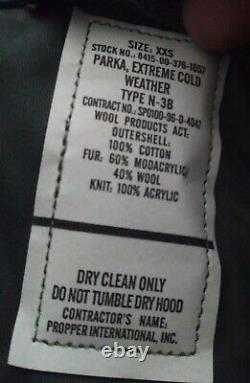 SIZE: XXS
STOCK NO. 8415-00-376-1657
PARKA, EXTREME COLD
WEATHER
TYPE N-3B
CONTRACT NO. SP0100-96-D-4047
WOOL PRODUCTS ACT:
OUTERSHELL:
100% COTTON
FUR: 60% MODACRYLIC
40% WOOL
KNIT: 100% ACRYLIC
DRY CLEAN ONLY
DO NOT TUMBLE DRY HOOD
CONTRACTOR'S NAME:
PROPPER INTERNATIONAL, INC.